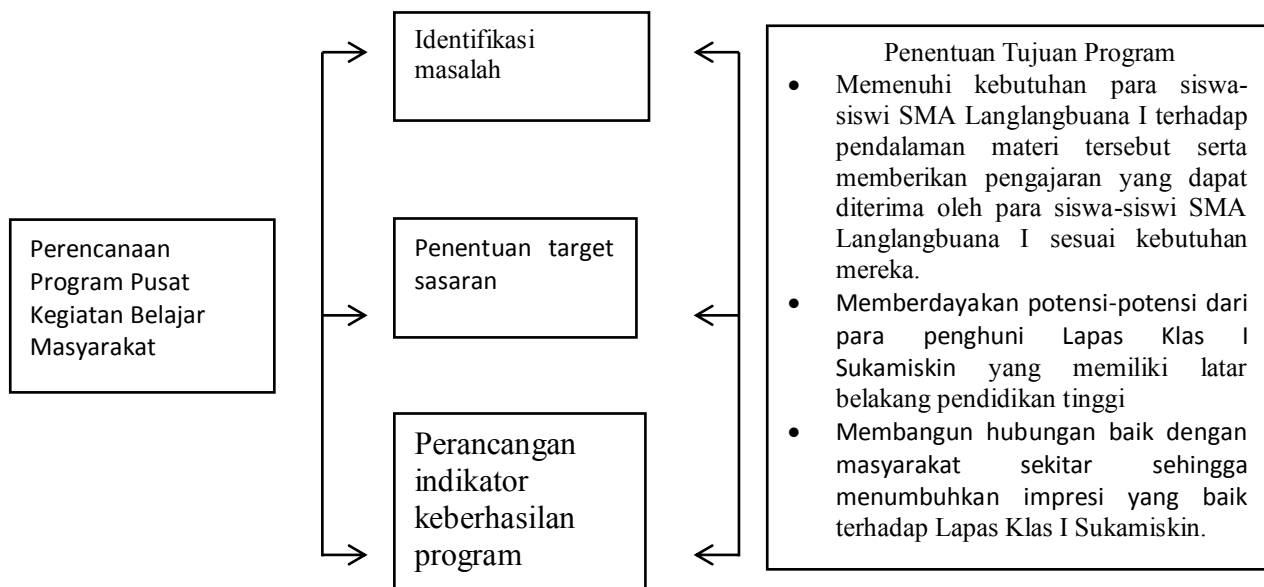 Perencanaan
Program Pusat
Kegiatan Belajar
Masyarakat
Identifikasi
masalah
Penentuan target
sasaran
Perancangan
indikator
keberhasilan
program
Penentuan Tujuan Program
• Memenuhi kebutuhan para siswa-
siswi SMA Langlangbuana I terhadap
pendalaman materi tersebut serta
memberikan pengajaran yang dapat
diterima oleh para siswa-siswi SMA
Langlangbuana I sesuai kebutuhan
mereka.
• Memberdayakan potensi-potensi dari
para penghuni Lapas Klas I
Sukamiskin yang memiliki latar
belakang pendidikan tinggi
• Membangun hubungan baik dengan
masyarakat sekitar sehingga
menumbuhkan impresi yang baik
terhadap Lapas Klas I Sukamiskin.